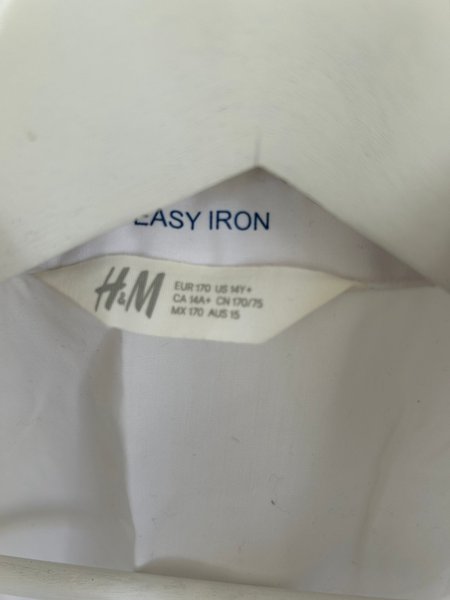 EASY IRON
H&M
EUR 170 US 14Y+
CA 14A+ CN 170/75
MX 170 AUS 15